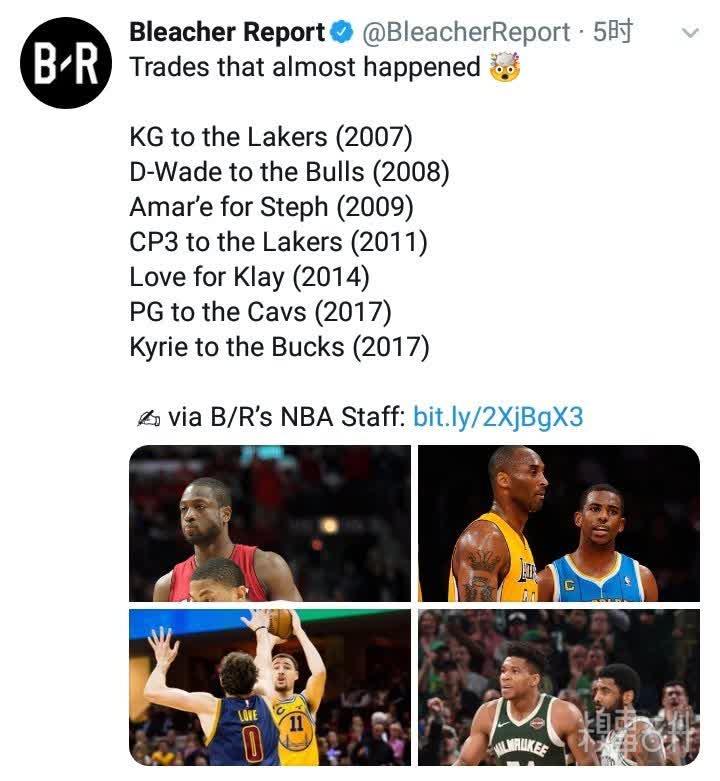 B/R
Bleacher Report @BleacherReport · 5时
Trades that almost happened 🤯
KG to the Lakers (2007)
D-Wade to the Bulls (2008)
Amar’e for Steph (2009)
CP3 to the Lakers (2011)
Love for Klay (2014)
PG to the Cavs (2017)
Kyrie to the Bucks (2017)
✍️ via B/R’s NBA Staff: bit.ly/2XjBgX3
C
LOVE
0
11
MILWAUKEE